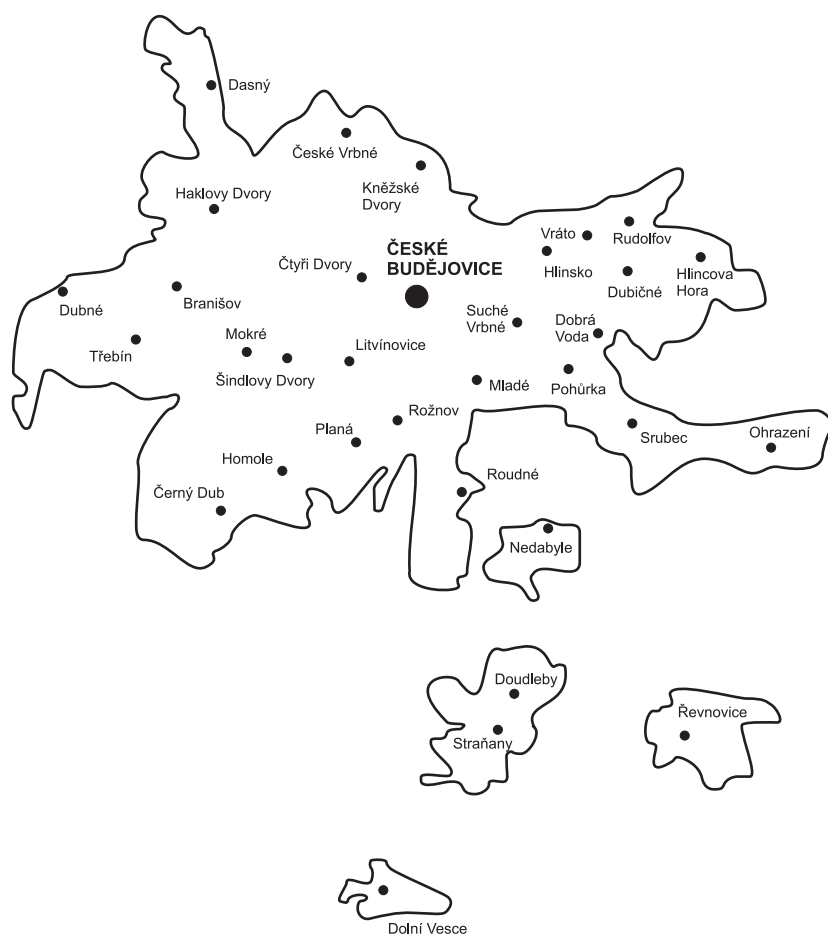 Dasný
České Vrbné
Kněžské
Dvory
Haklovy Dvory
Vráto
Rudolfov
ČESKÉ
BUDĚJOVICE
Čtyři Dvory
Hlinsko
Dubičné
Hlincova
Hora
Dubné
Branišov
Suché
Vrbné
Dobrá
Voda
Mokré
Litvínovice
Třebín
Šindlovy Dvory
Mladé
Pohůrka
Rožnov
Planá
Srubec
Ohrazení
Homole
Roudné
Černý Dub
Nedabyle
Doudleby
Řevnovice
Straňany
Dolní Vesce